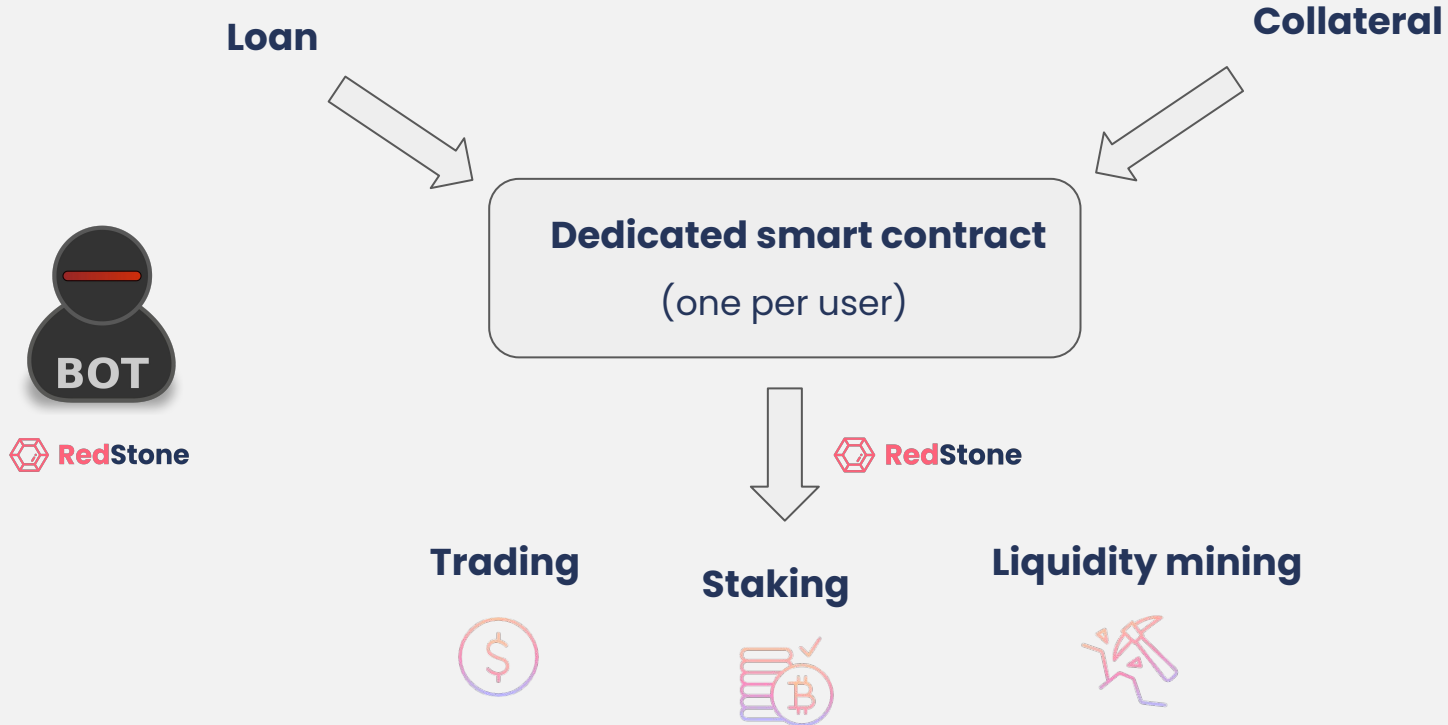 Loan
Collateral
Dedicated smart contract
(one per user)
BOT
RedStone
RedStone
Trading
Staking
Liquidity mining